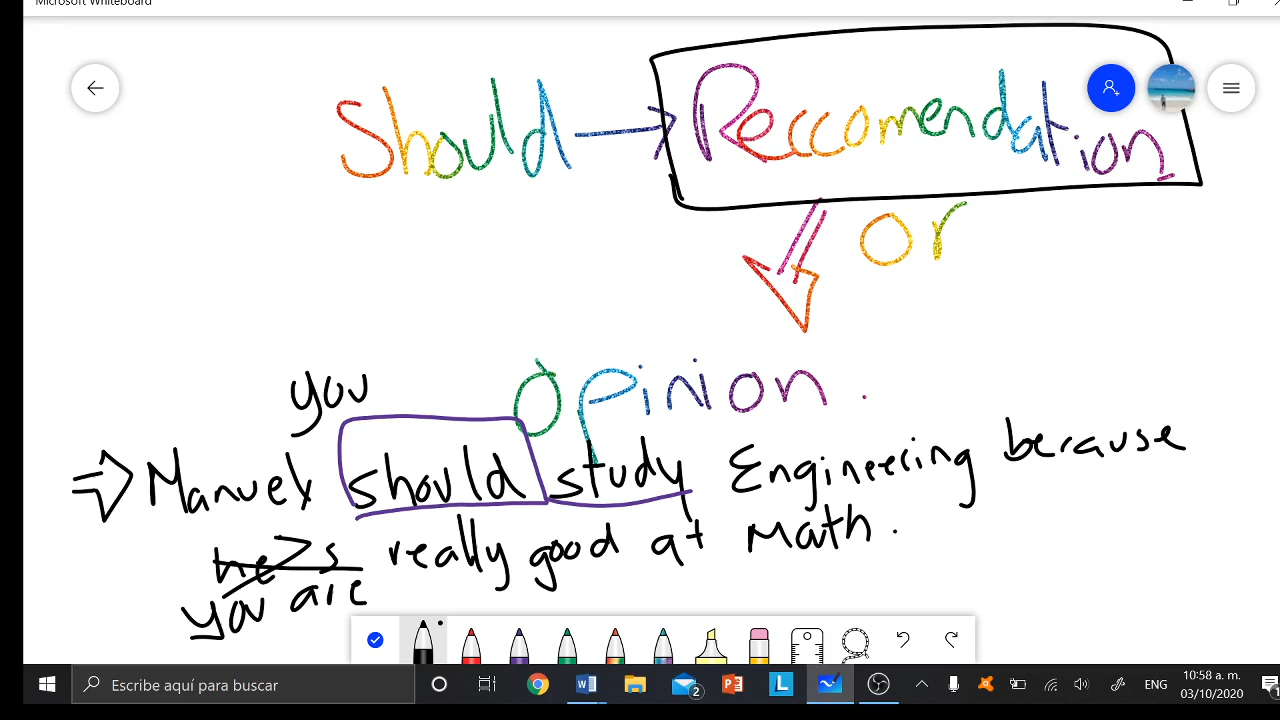 Microsoft Whiteboard
Should → Reccomendation
or
opinion.
you
⇒ Manuel should study Engineering because
he's really good at Math.
you are
Escribe aquí para buscar
2
ENG
10:58 a. m.
03/10/2020